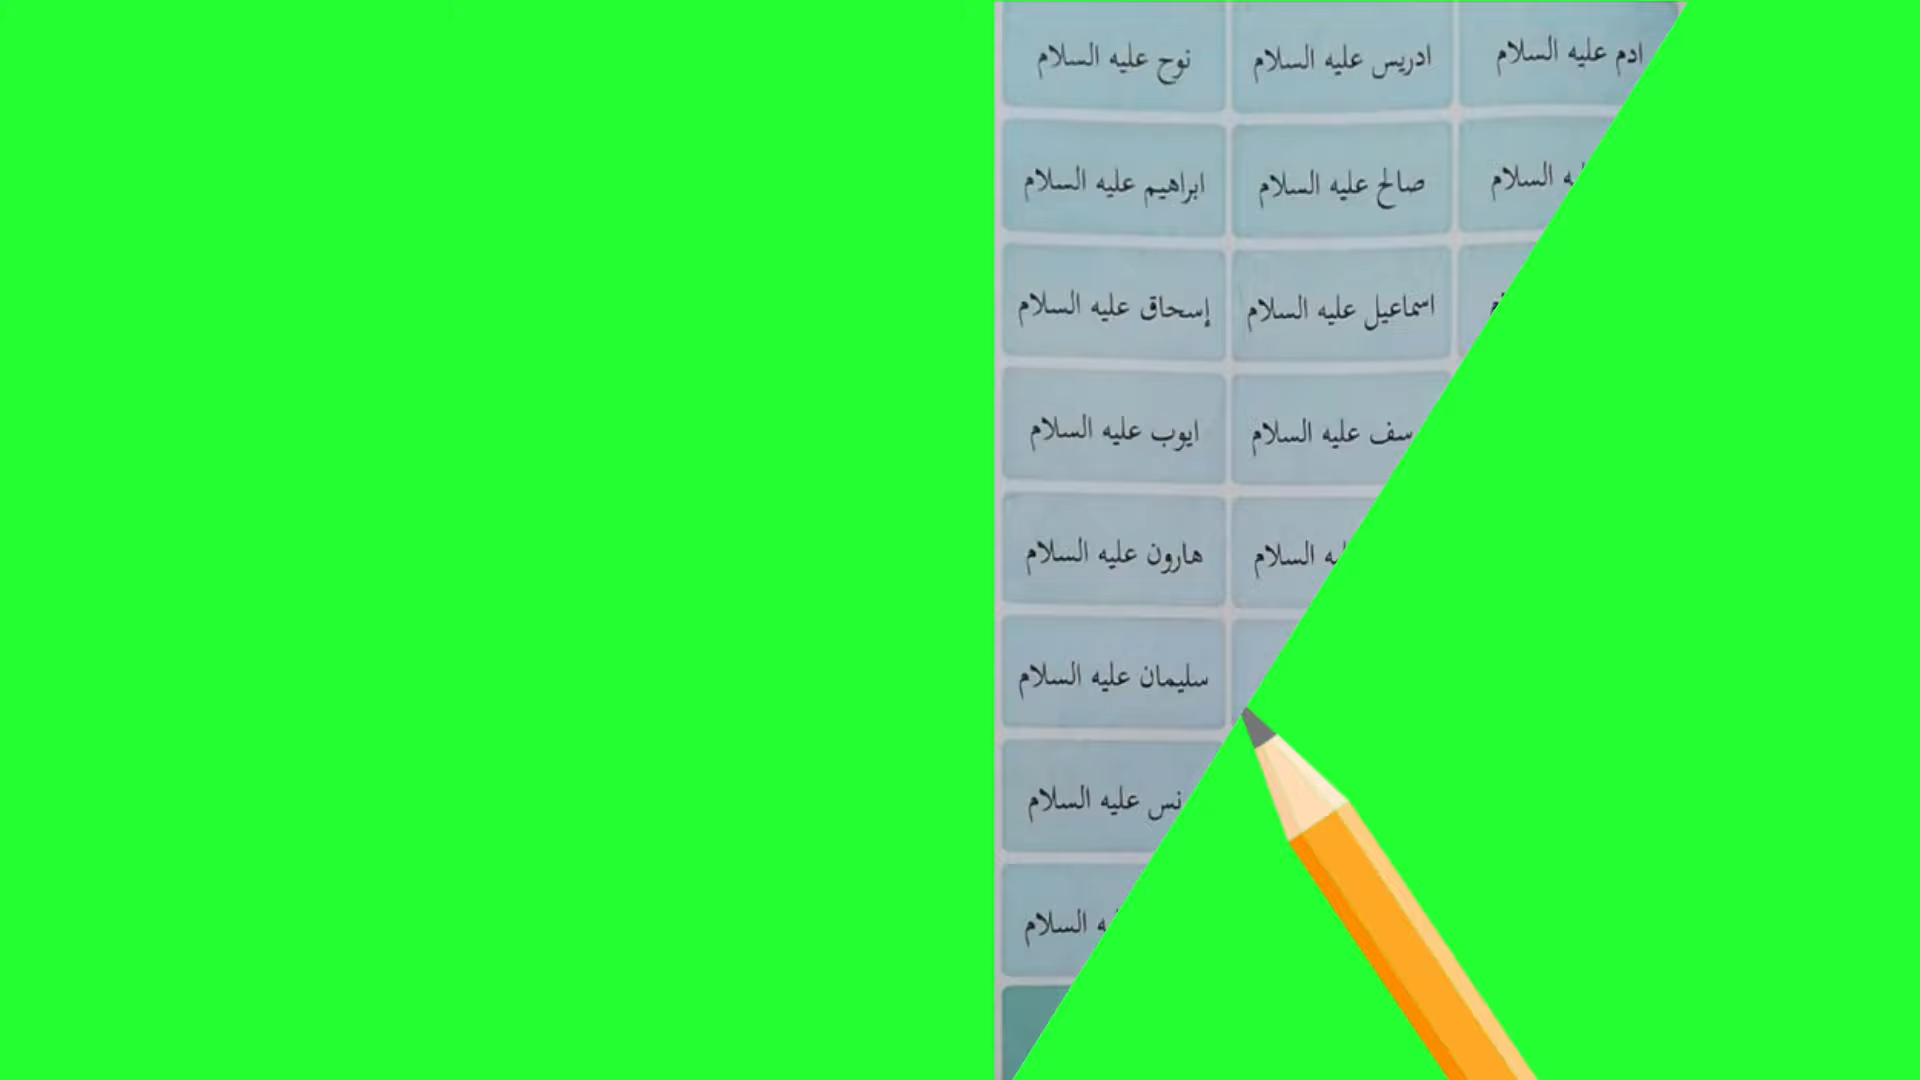 ادم عليه السلام
ادريس عليه السلام
نوح عليه السلام
السلام
صالح عليه السلام
ابراهيم عليه السلام
اسماعيل عليه السلام
إسحاق عليه السلام
عليه السلام
ايوب عليه السلام
السلام
هارون عليه السلام
سليمان عليه السلام
عليه السلام
السلام